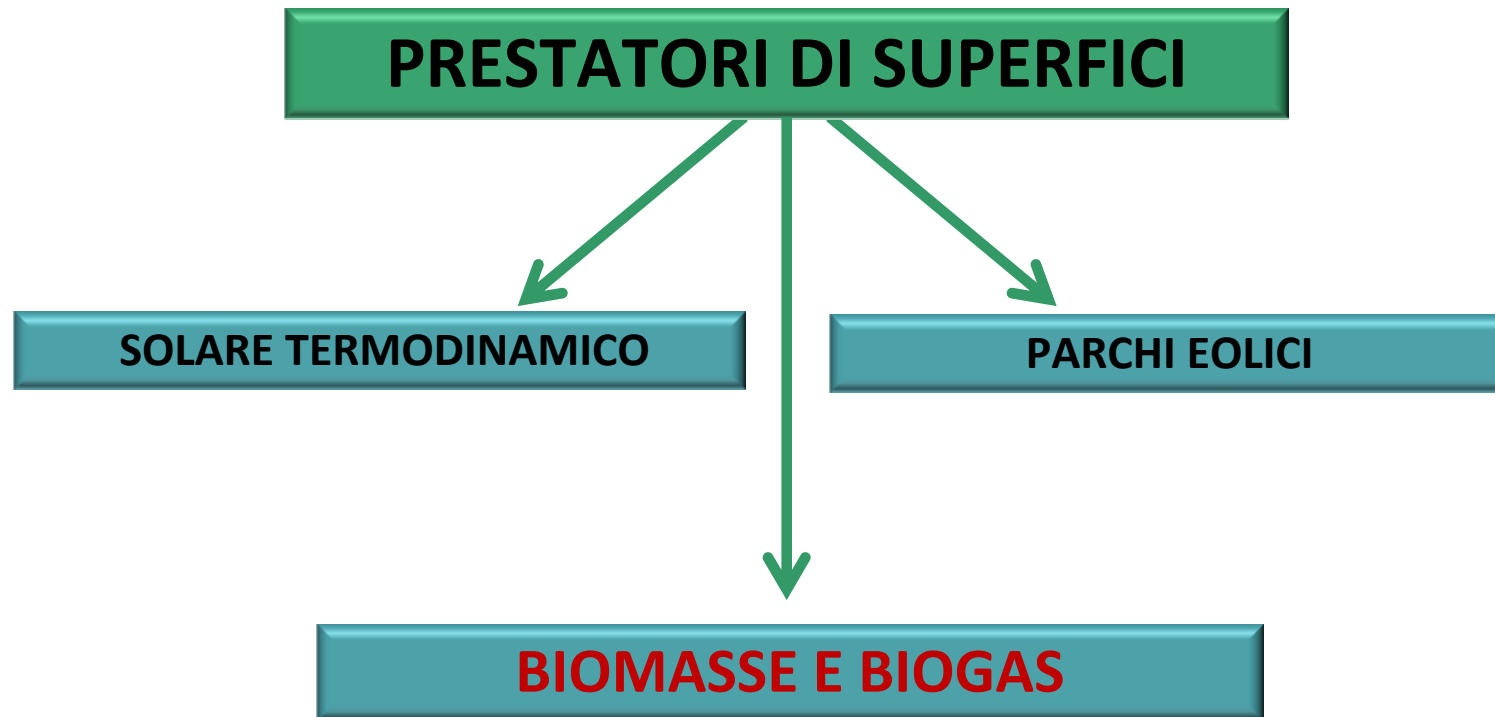 PRESTATORI DI SUPERFICI
SOLARE TERMODINAMICO
PARCHI EOLICI
BIOMASSE E BIOGAS